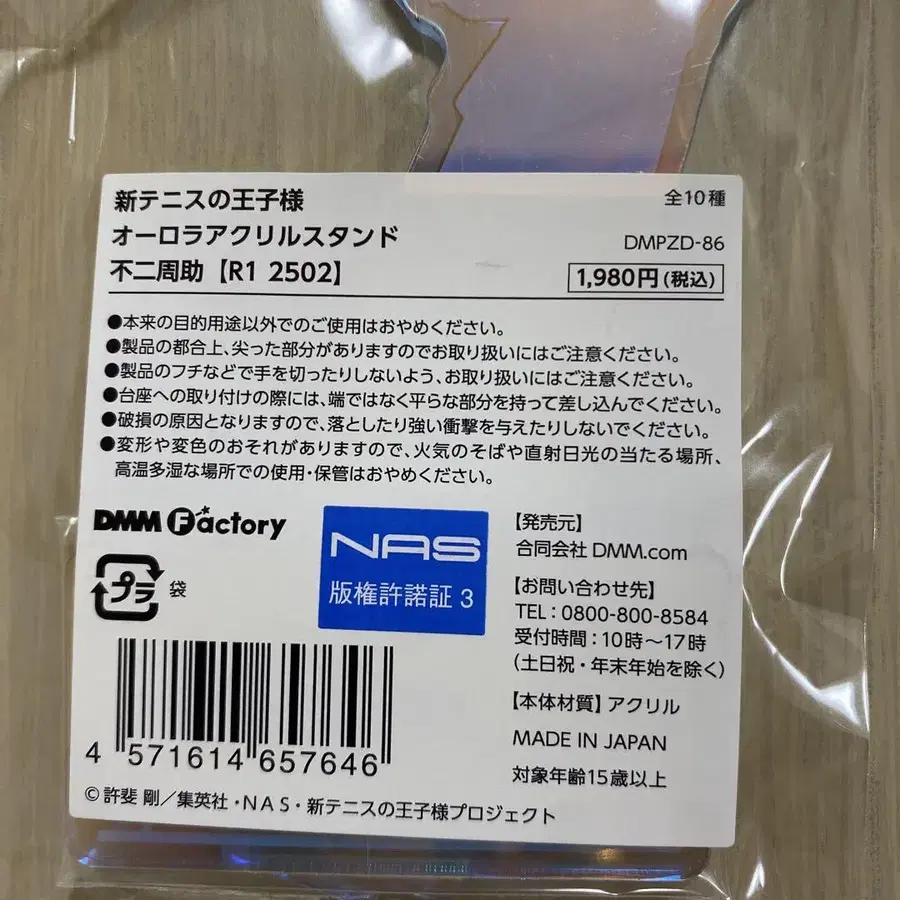 新テニスの王子様
全10種
オーロラアクリルスタンド
DMPZD-86
不二周助【R1 2502】
1,980円(税込)
●本来の目的用途以外でのご使用はおやめください。
●製品の都合上、尖った部分がありますのでお取り扱いにはご注意ください。
●製品のフチなどで手を切ったりしないよう、お取り扱いにはご注意ください。
●台座への取り付けの際には、端ではなく平らな部分を持って差し込んでください。
●破損の原因となりますので、落としたり強い衝撃を与えたりしないでください。
●変形や変色のおそれがありますので、火気のそばや直射日光の当たる場所、
高温多湿な場所での使用・保管はおやめください。
DMM Factory
プラ 袋
NAS
版権許諾証 3
【発売元】
合同会社 DMM.com
【お問い合わせ先】
TEL：0800-800-8584
受付時間：10時～17時
(土日祝・年末年始を除く)
【本体材質】アクリル
MADE IN JAPAN
対象年齢15歳以上
4 571614 657646
©許斐 剛／集英社・NAS・新テニスの王子様プロジェクト